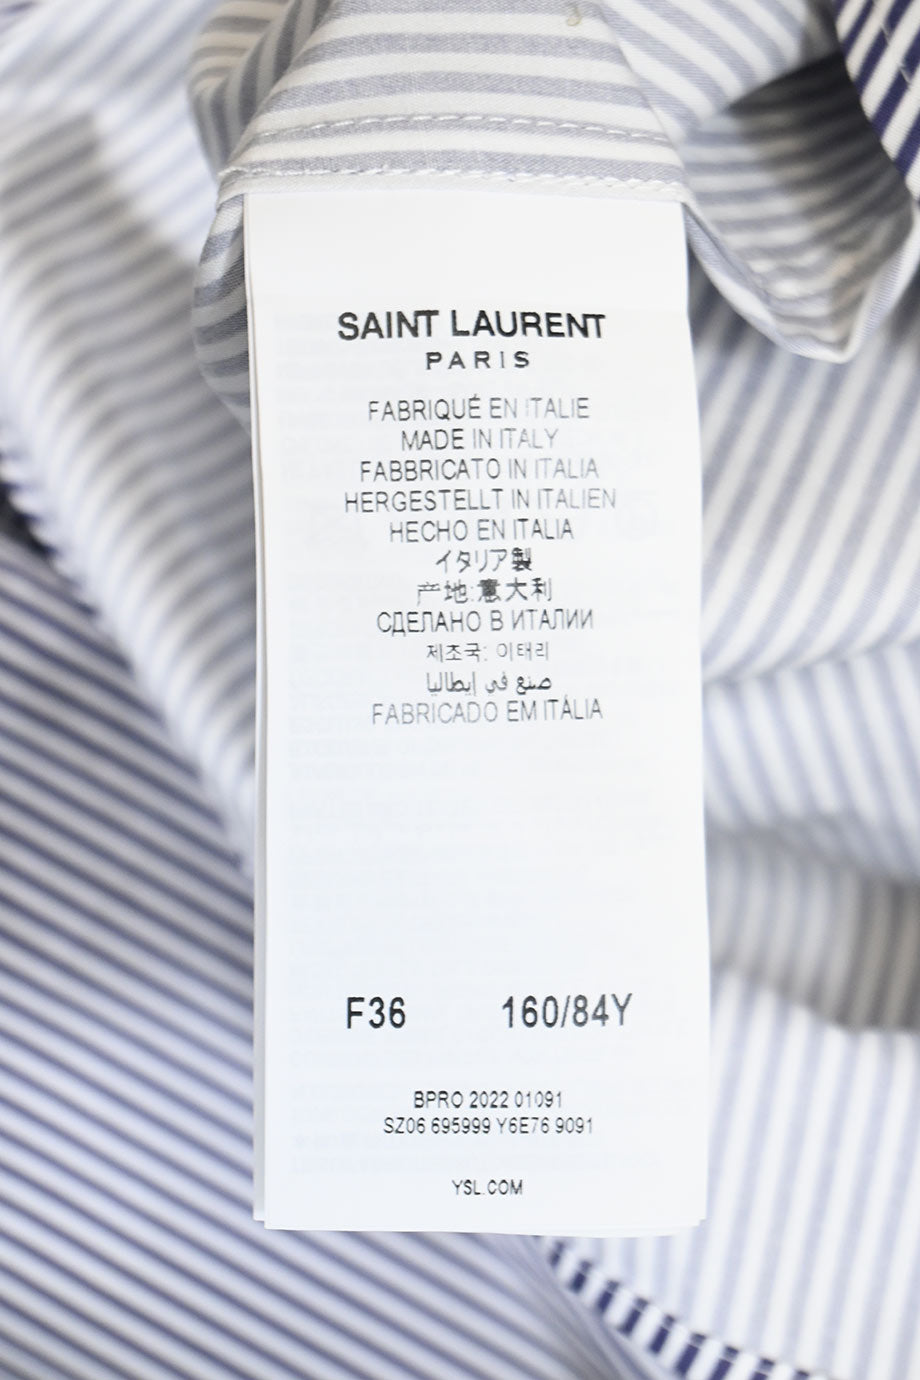 SAINT LAURENT
PARIS
FABRIQUÉ EN ITALIE
MADE IN ITALY
FABBRICATO IN ITALIA
HERGESTELLT IN ITALIEN
HECHO EN ITALIA
イタリア製
产地:意大利
СДЕЛАНО В ИТАЛИИ
제조국: 이태리
صنع في إيطاليا
FABRICADO EM ITÁLIA
F36 160/84Y
BPRO 2022 01091
SZ06 695999 Y6E76 9091
YSL.COM